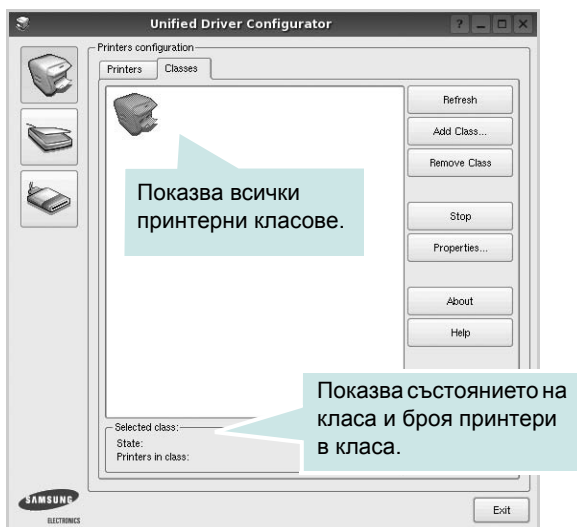 Unified Driver Configurator
Printers configuration
Printers Classes
Refresh
Add Class...
Remove Class
Stop
Properties...
About
Help
Показва всички
принтерни класове.
Показва състоянието на
класа и броя принтери
в класа.
Selected class:
State:
Printers in class:
SAMSUNG
ELECTRONICS
Exit